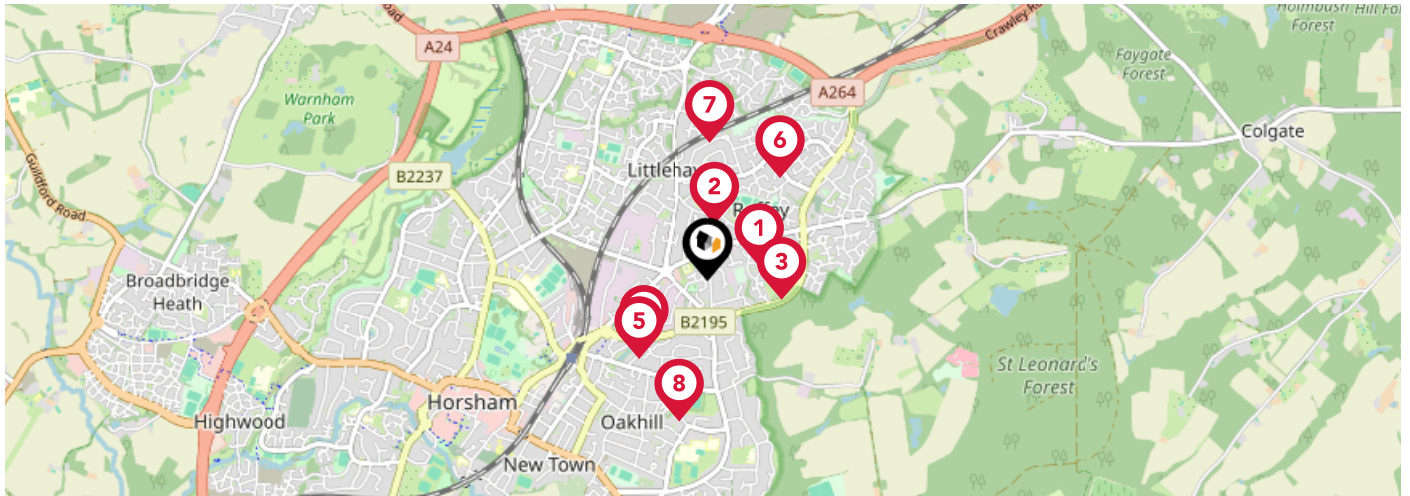 Road
Crawley R
Holmbush Hill Fo
Forest
A24
Faygate
Forest
Warnham
Park
7
A264
6
Colgate
Littlehav
B2237
2
Guildford Road
1
3
Broadbridge
Heath
5
B2195
St Leonard's
Forest
8
Horsham
Highwood
Oakhill
New Town